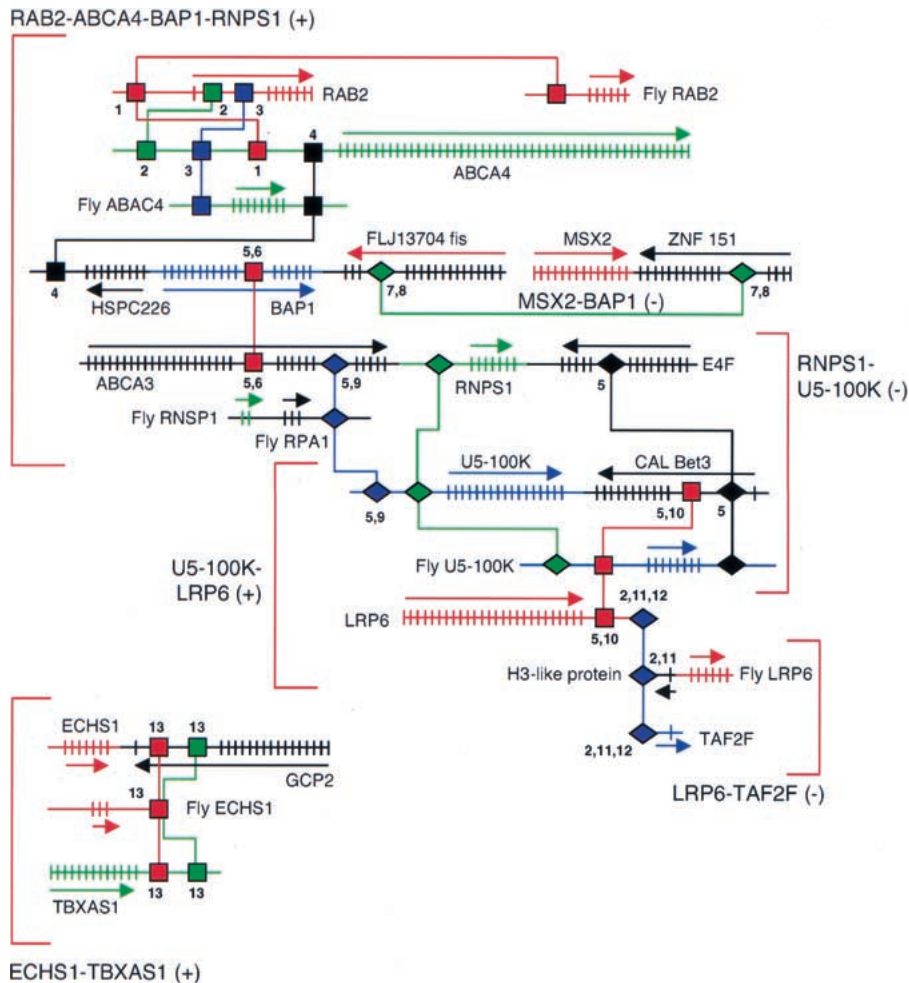 RAB2-ABCA4-BAP1-RNPS1 (+)
RAB2
Fly RAB2
1
2
3
4
2
3
1
ABCA4
Fly ABAC4
5,6
FLJ13704 fis
MSX2
ZNF 151
4
HSPC226
BAP1
7,8
7,8
MSX2-BAP1 (-)
ABCA3
5,6
5,9
RNPS1
5
E4F
RNPS1-
U5-100K (-)
Fly RNSP1
Fly RPA1
U5-100K
CAL Bet3
5,9
5,10
5
U5-100K-
LRP6 (+)
Fly U5-100K
LRP6
2,11,12
5,10
H3-like protein
2,11
Fly LRP6
2,11,12
TAF2F
LRP6-TAF2F (-)
ECHS1
13
13
GCP2
13
Fly ECHS1
TBXAS1
13
13
ECHS1-TBXAS1 (+)